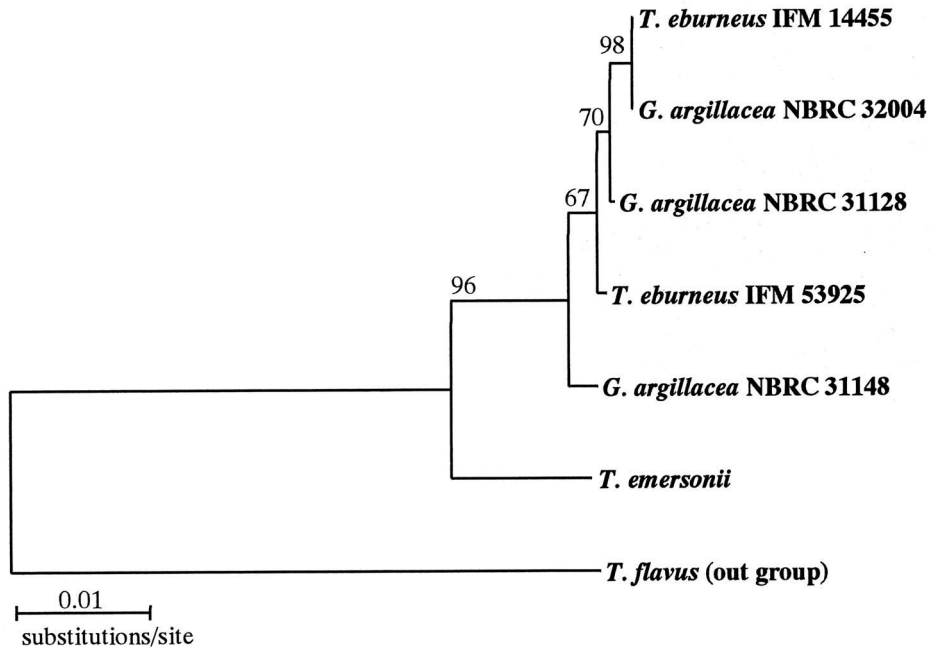 T. eburneus IFM 14455
98
G. argillacea NBRC 32004
70
67
G. argillacea NBRC 31128
96
T. eburneus IFM 53925
G. argillacea NBRC 31148
T. emersonii
T. flavus (out group)
0.01
substitutions/site